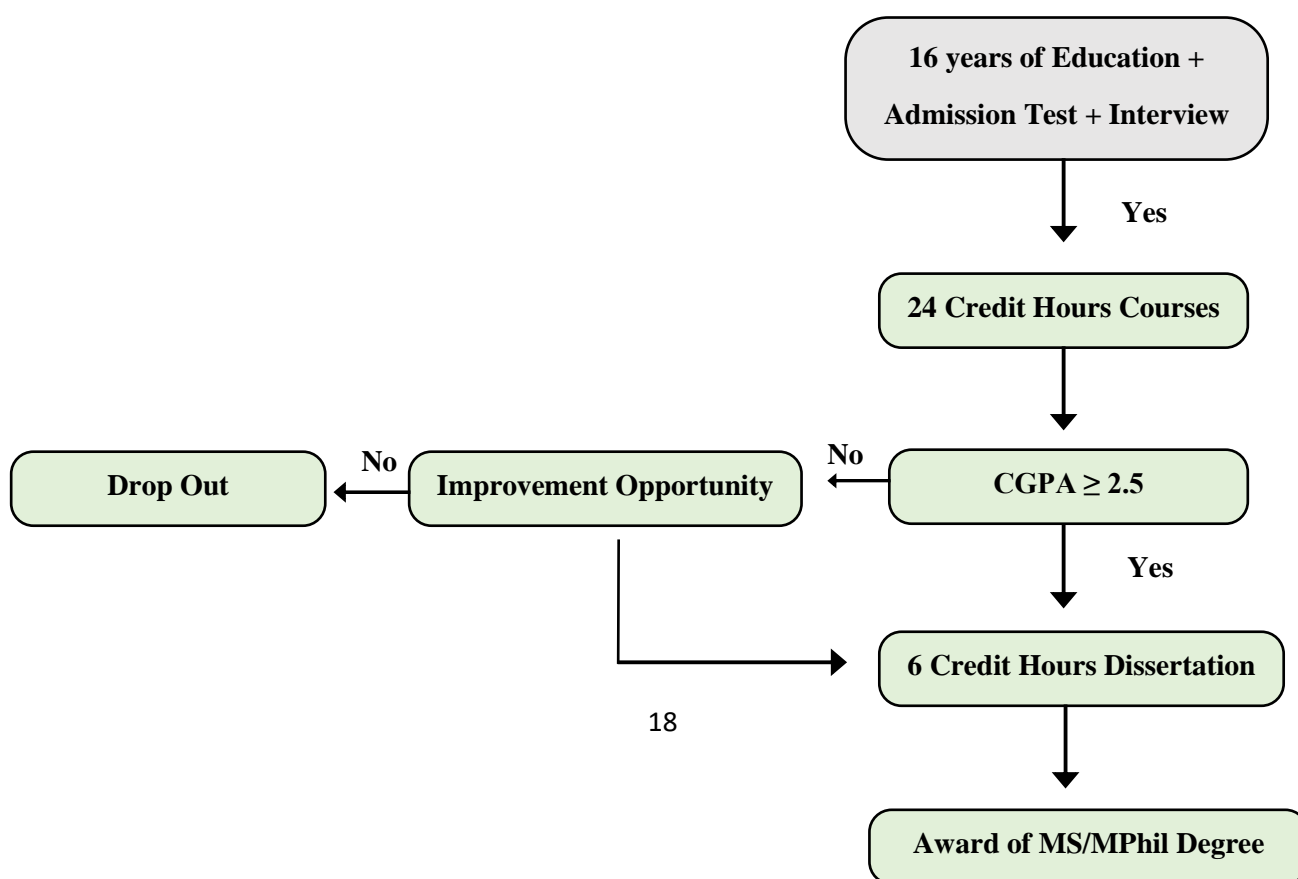 16 years of Education +
Admission Test + Interview
Yes
24 Credit Hours Courses
Drop Out
No
Improvement Opportunity
No
CGPA ≥ 2.5
Yes
6 Credit Hours Dissertation
18
Award of MS/MPhil Degree